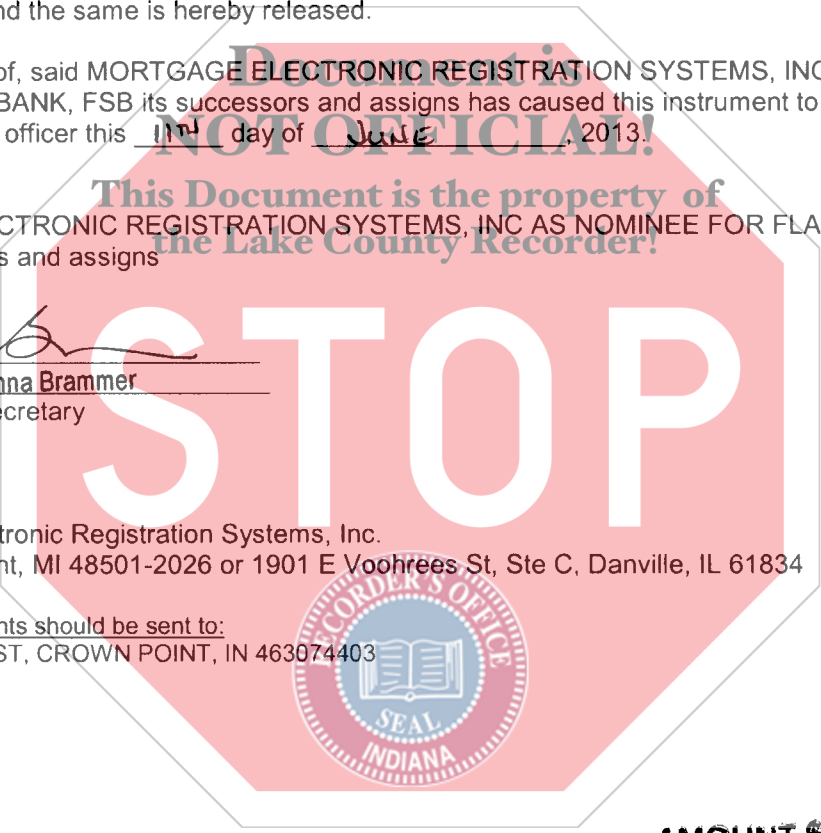 nd the same is hereby released.
Document is
of, said MORTGAGE ELECTRONIC REGISTRATION SYSTEMS, INC
BANK, FSB its successors and assigns has caused this instrument to
officer this 11TH day of JUNE, 2013.
NOT OFFICIAL!
This Document is the property of
CTRONIC REGISTRATION SYSTEMS, INC AS NOMINEE FOR FLA
the Lake County Recorder!
s and assigns
STOP
nna Brammer
ecretary
tronic Registration Systems, Inc.
nt, MI 48501-2026 or 1901 E Voohrees St, Ste C, Danville, IL 61834
nts should be sent to:
ST, CROWN POINT, IN 463074403
RECORDER'S OFFICE
SEAL
INDIANA
AMOUNT $